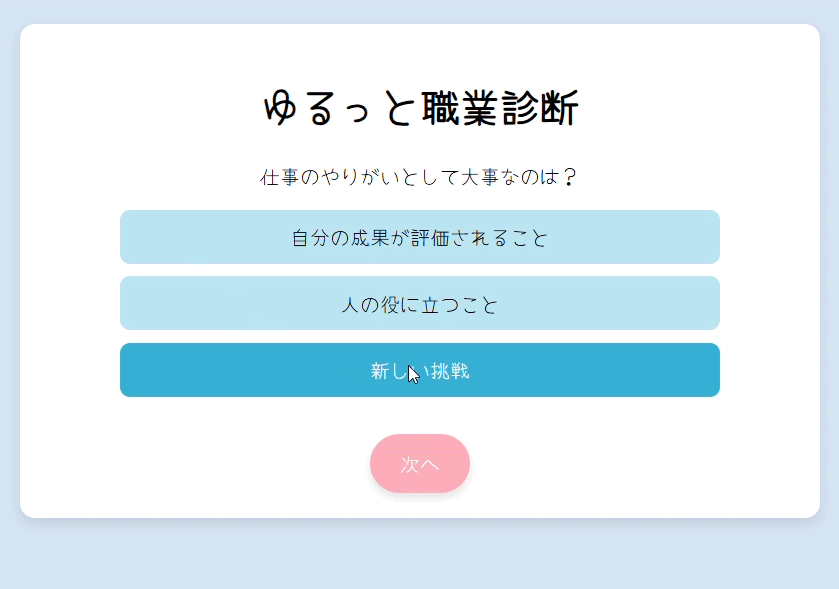 ゆるっと職業診断
仕事のやりがいとして大事なのは？
自分の成果が評価されること
人の役に立つこと
新しい挑戦
次へ